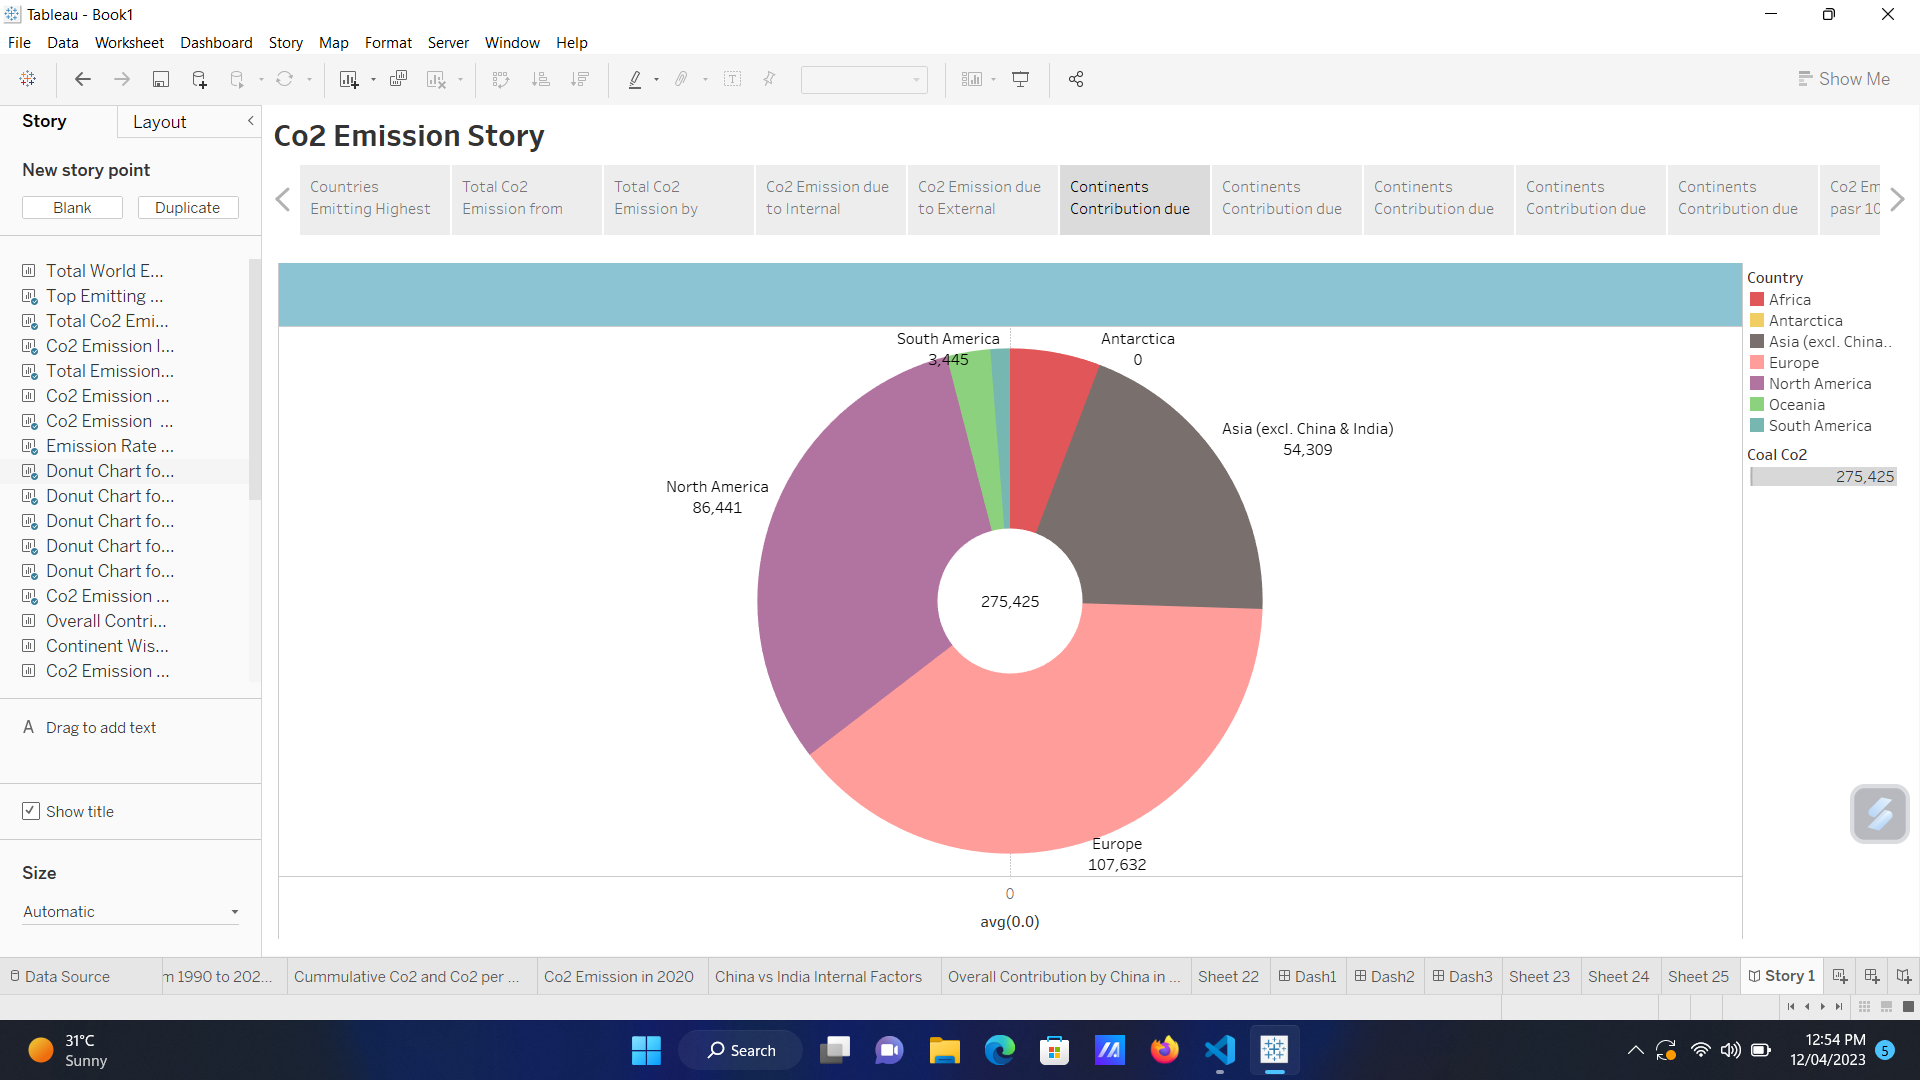 Tableau - Book1
File Data Worksheet Dashboard Story Map Format Server Window Help
Show Me
Story Layout
New story point
Blank Duplicate
Total World E...
Top Emitting ...
Total Co2 Emi...
Co2 Emission I...
Total Emission...
Co2 Emission ...
Co2 Emission ...
Emission Rate ...
Donut Chart fo...
Donut Chart fo...
Donut Chart fo...
Donut Chart fo...
Donut Chart fo...
Co2 Emission ...
Overall Contri...
Continent Wis...
Co2 Emission ...
A Drag to add text
Show title
Size
Automatic
Co2 Emission Story
Countries
Emitting Highest
Total Co2
Emission from
Total Co2
Emission by
Co2 Emission due
to Internal
Co2 Emission due
to External
Continents
Contribution due
Continents
Contribution due
Continents
Contribution due
Continents
Contribution due
Continents
Contribution due
Co2 Em
pasr 10
South America
3,445
Antarctica
0
Asia (excl. China & India)
54,309
North America
86,441
275,425
Europe
107,632
0
avg(0.0)
Country
Africa
Antarctica
Asia (excl. China..
Europe
North America
Oceania
South America
Coal Co2
275,425
Data Source
m 1990 to 202...
Cummulative Co2 and Co2 per ...
Co2 Emission in 2020
China vs India Internal Factors
Overall Contribution by China in ...
Sheet 22
Dash1
Dash2
Dash3
Sheet 23
Sheet 24
Sheet 25
Story 1
31°C
Sunny
Search
12:54 PM
12/04/2023
5